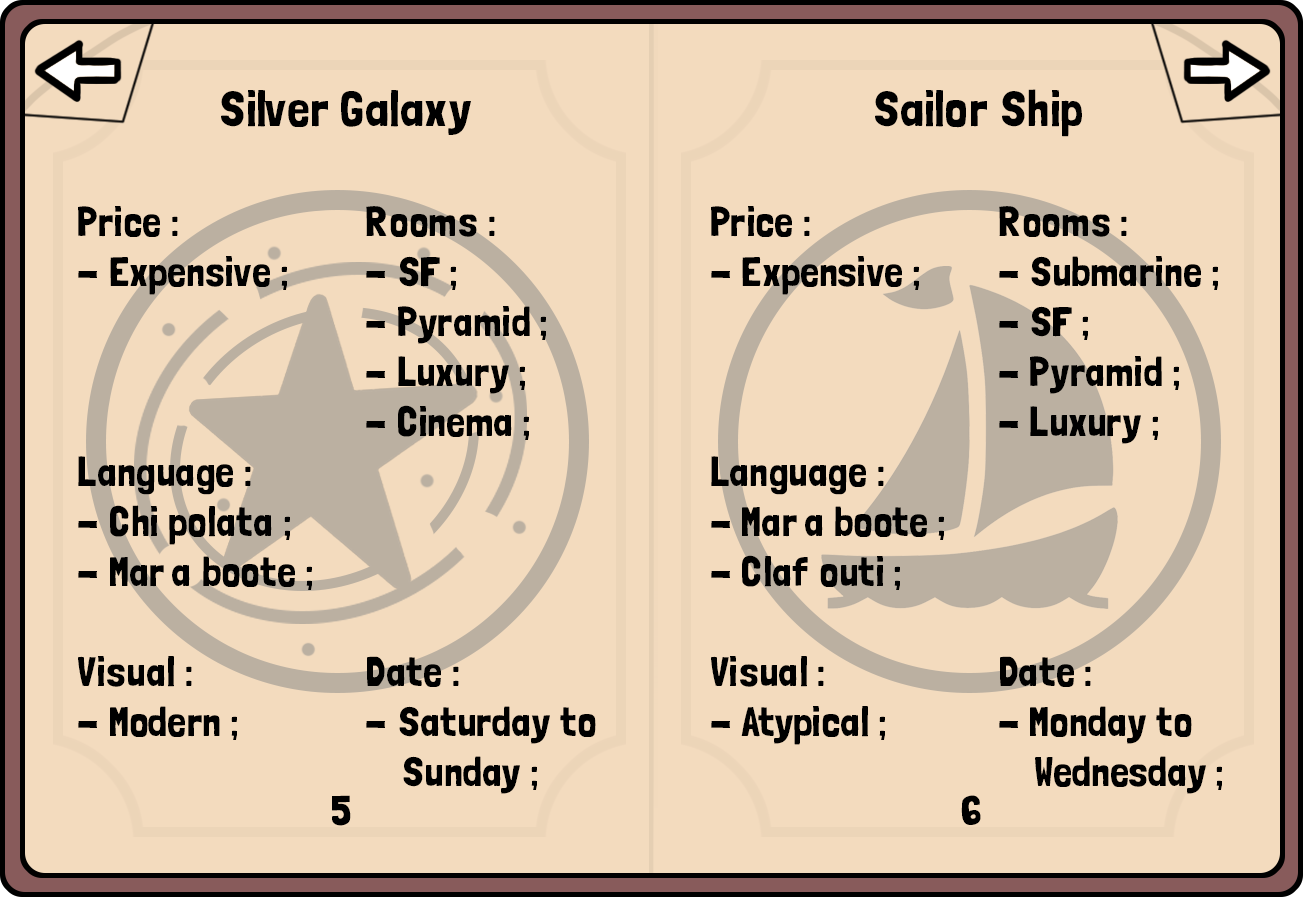 Silver Galaxy
Price :
– Expensive ;
Rooms :
– SF ;
– Pyramid ;
– Luxury ;
– Cinema ;
Language :
– Chi polata ;
– Mar a boote ;
Visual :
– Modern ;
Date :
– Saturday to
Sunday ;
5
Sailor Ship
Price :
– Expensive ;
Rooms :
– Submarine ;
– SF ;
– Pyramid ;
– Luxury ;
Language :
– Mar a boote ;
– Claf outi ;
Visual :
– Atypical ;
Date :
– Monday to
Wednesday ;
6